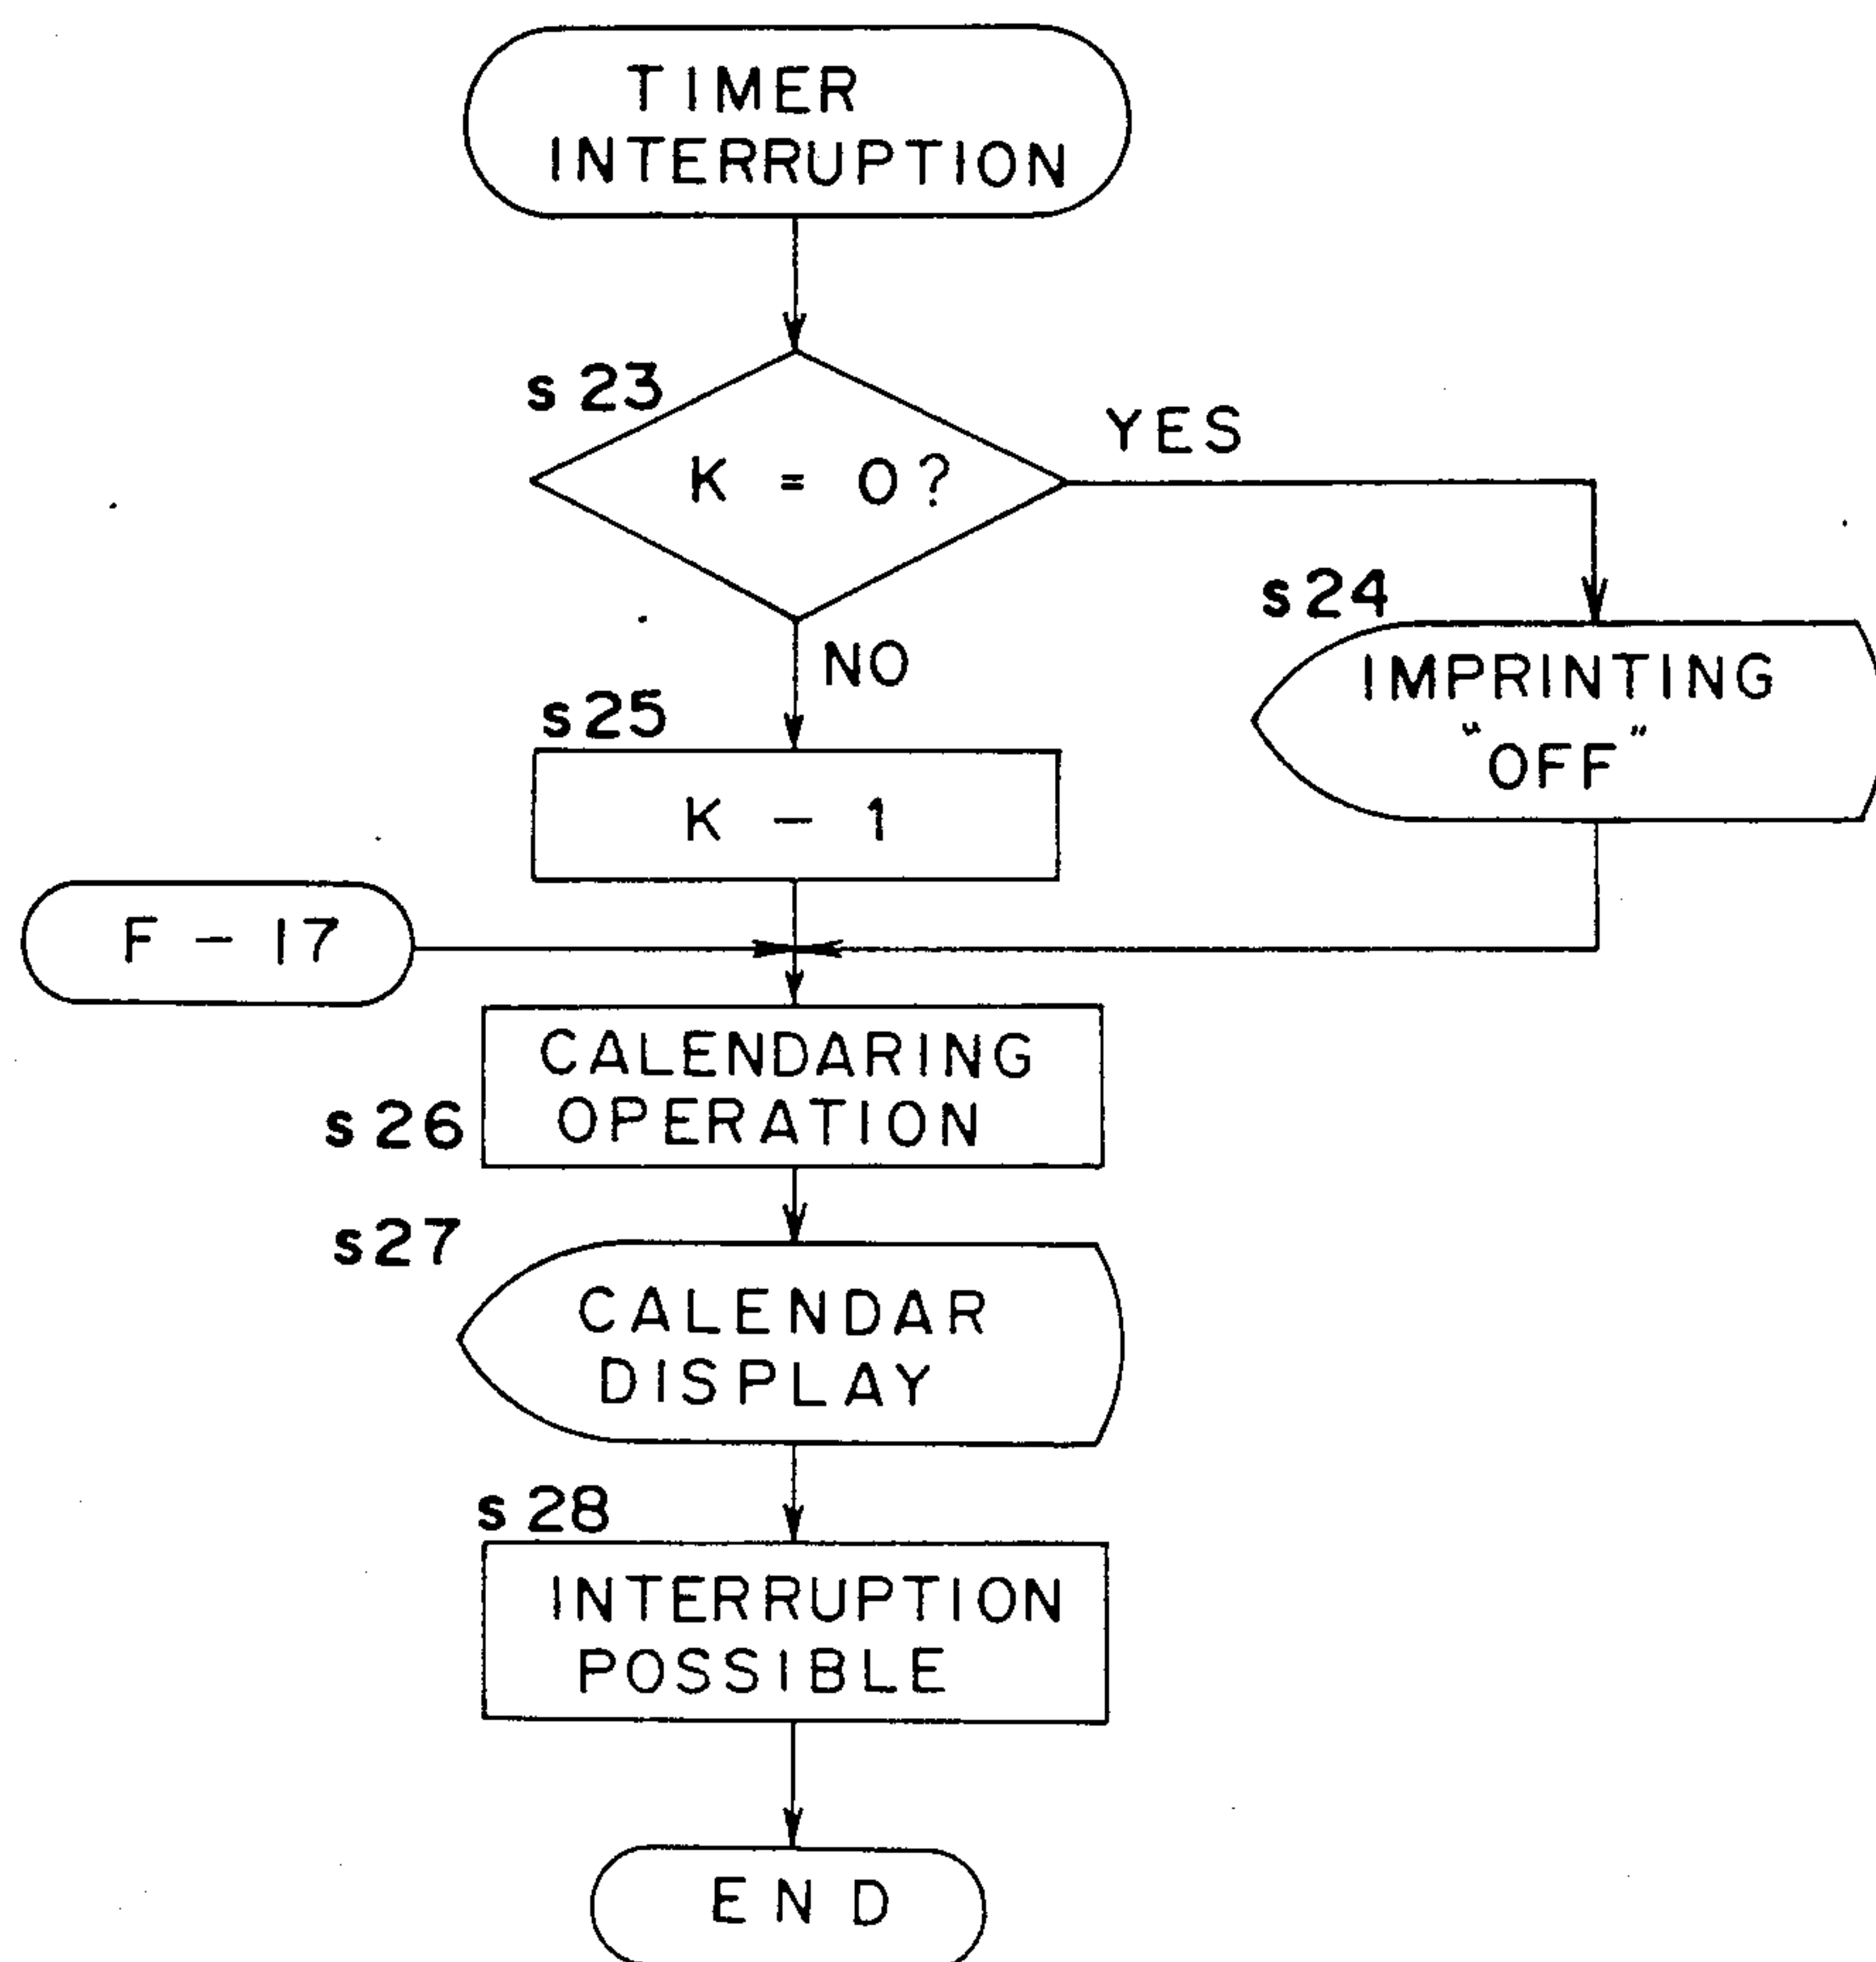 TIMER
INTERRUPTION
s23
K = 0?
YES
NO
s24
IMPRINTING
"OFF"
s25
K - 1
F - 17
CALENDARING
OPERATION
s26
s27
CALENDAR
DISPLAY
s28
INTERRUPTION
POSSIBLE
END